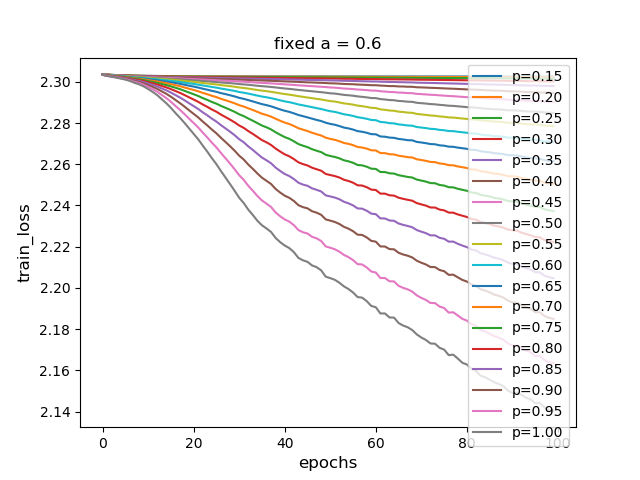 fixed a = 0.6
train_loss
2.30
2.28
2.26
2.24
2.22
2.20
2.18
2.16
2.14
p=0.15
p=0.20
p=0.25
p=0.30
p=0.35
p=0.40
p=0.45
p=0.50
p=0.55
p=0.60
p=0.65
p=0.70
p=0.75
p=0.80
p=0.85
p=0.90
p=0.95
p=1.00
0 20 40 60 80 100
epochs